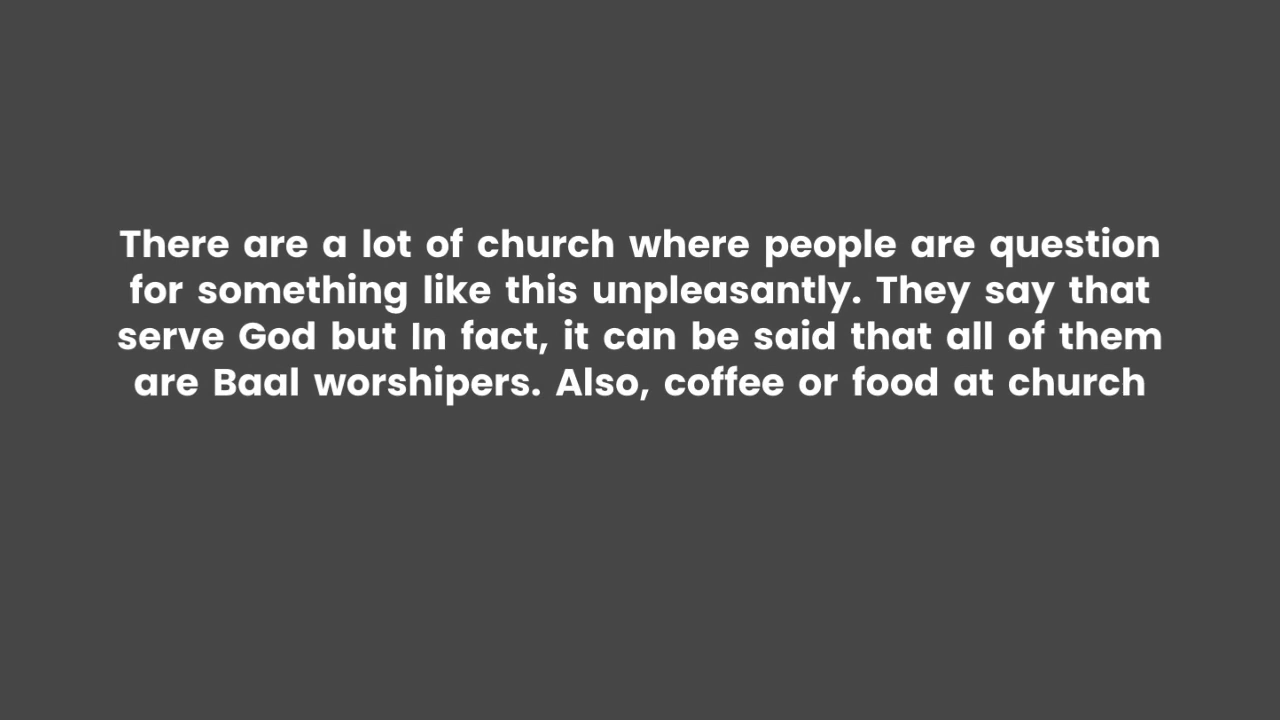 There are a lot of church where people are question
for something like this unpleasantly. They say that
serve God but In fact, it can be said that all of them
are Baal worshipers. Also, coffee or food at church